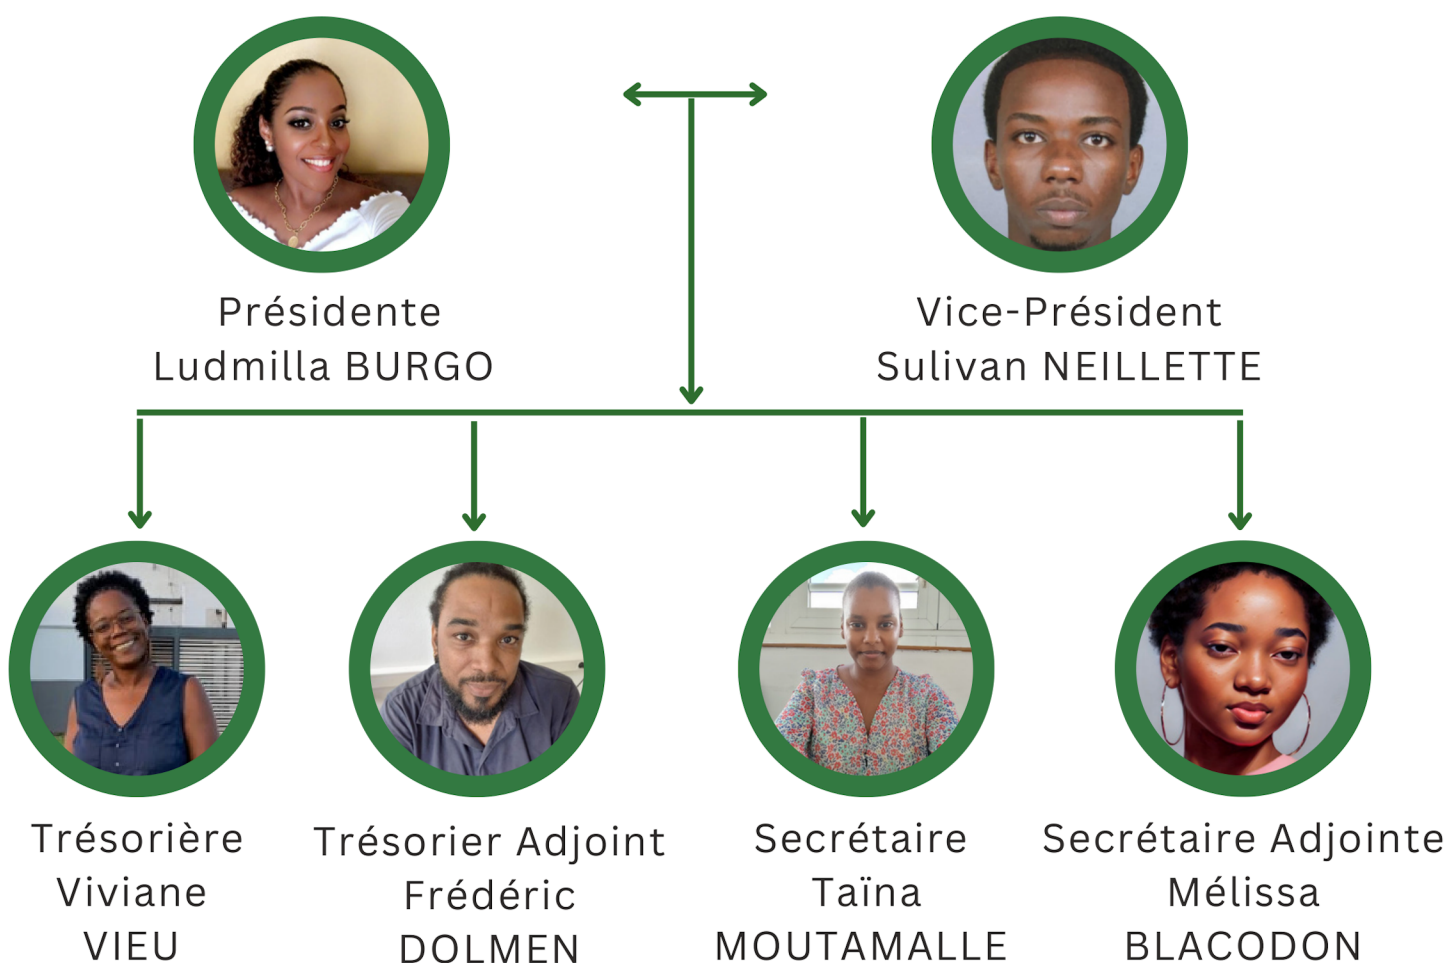 Présidente
Ludmilla BURGO
Vice-Président
Sulivan NEILLETTE
Trésorière
Viviane
VIEU
Trésorier Adjoint
Frédéric
DOLMEN
Secrétaire
Taïna
MOUTAMALLE
Secrétaire Adjointe
Mélissa
BLACODON